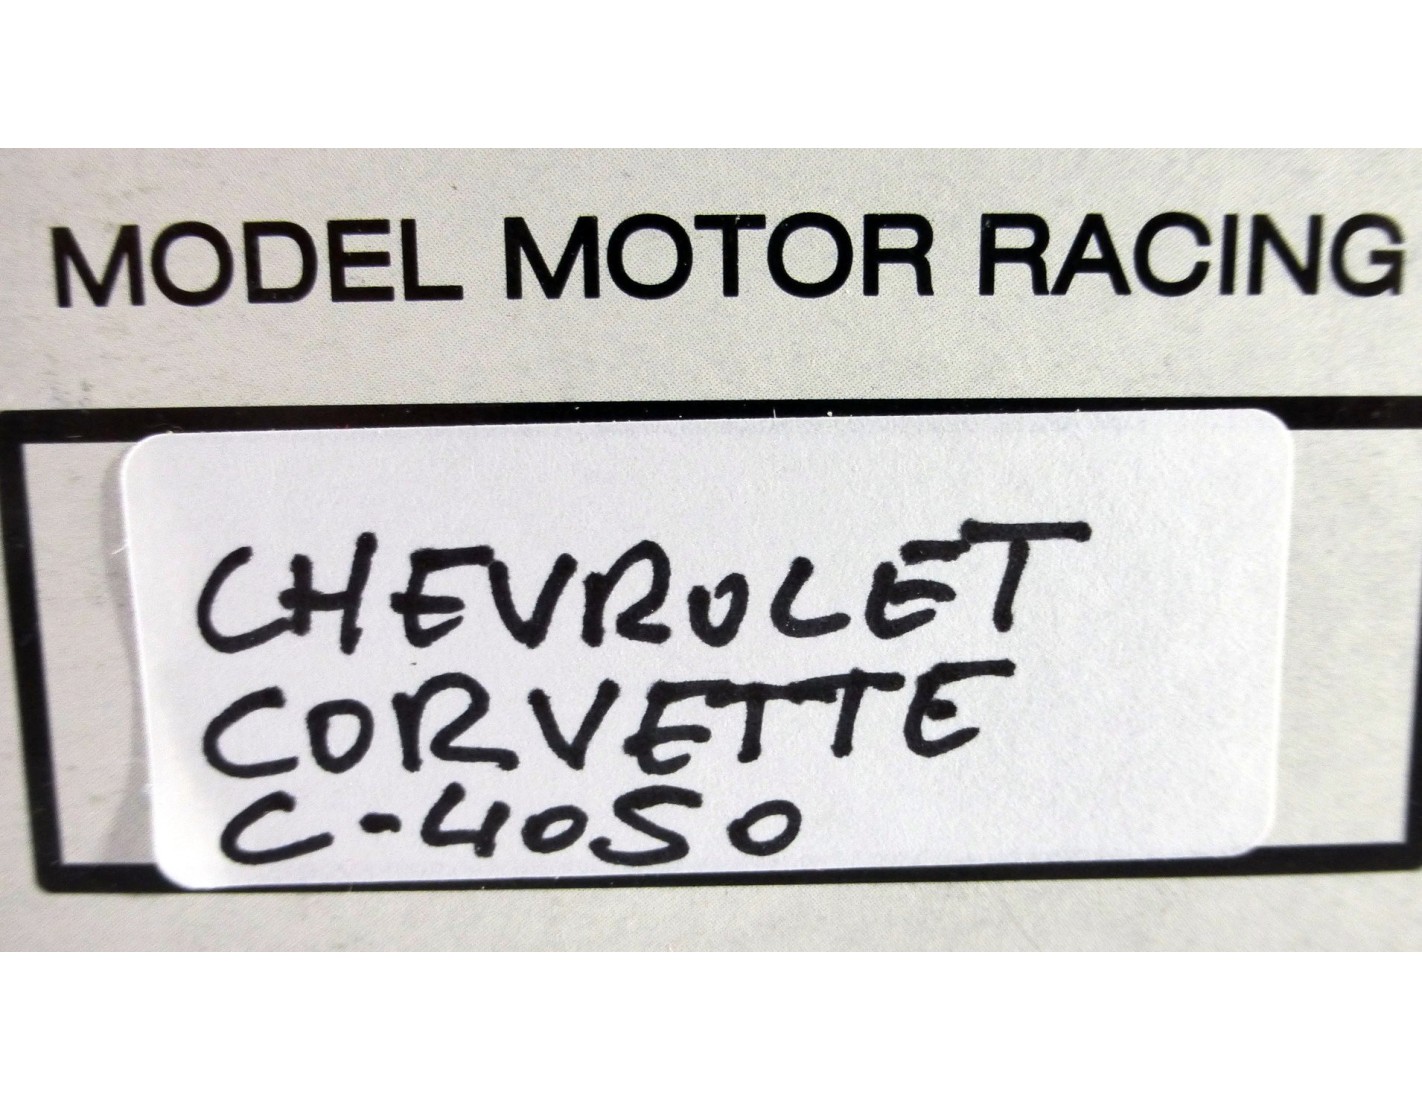 MODEL MOTOR RACING
CHEVROLET
CORVETTE
C-4050